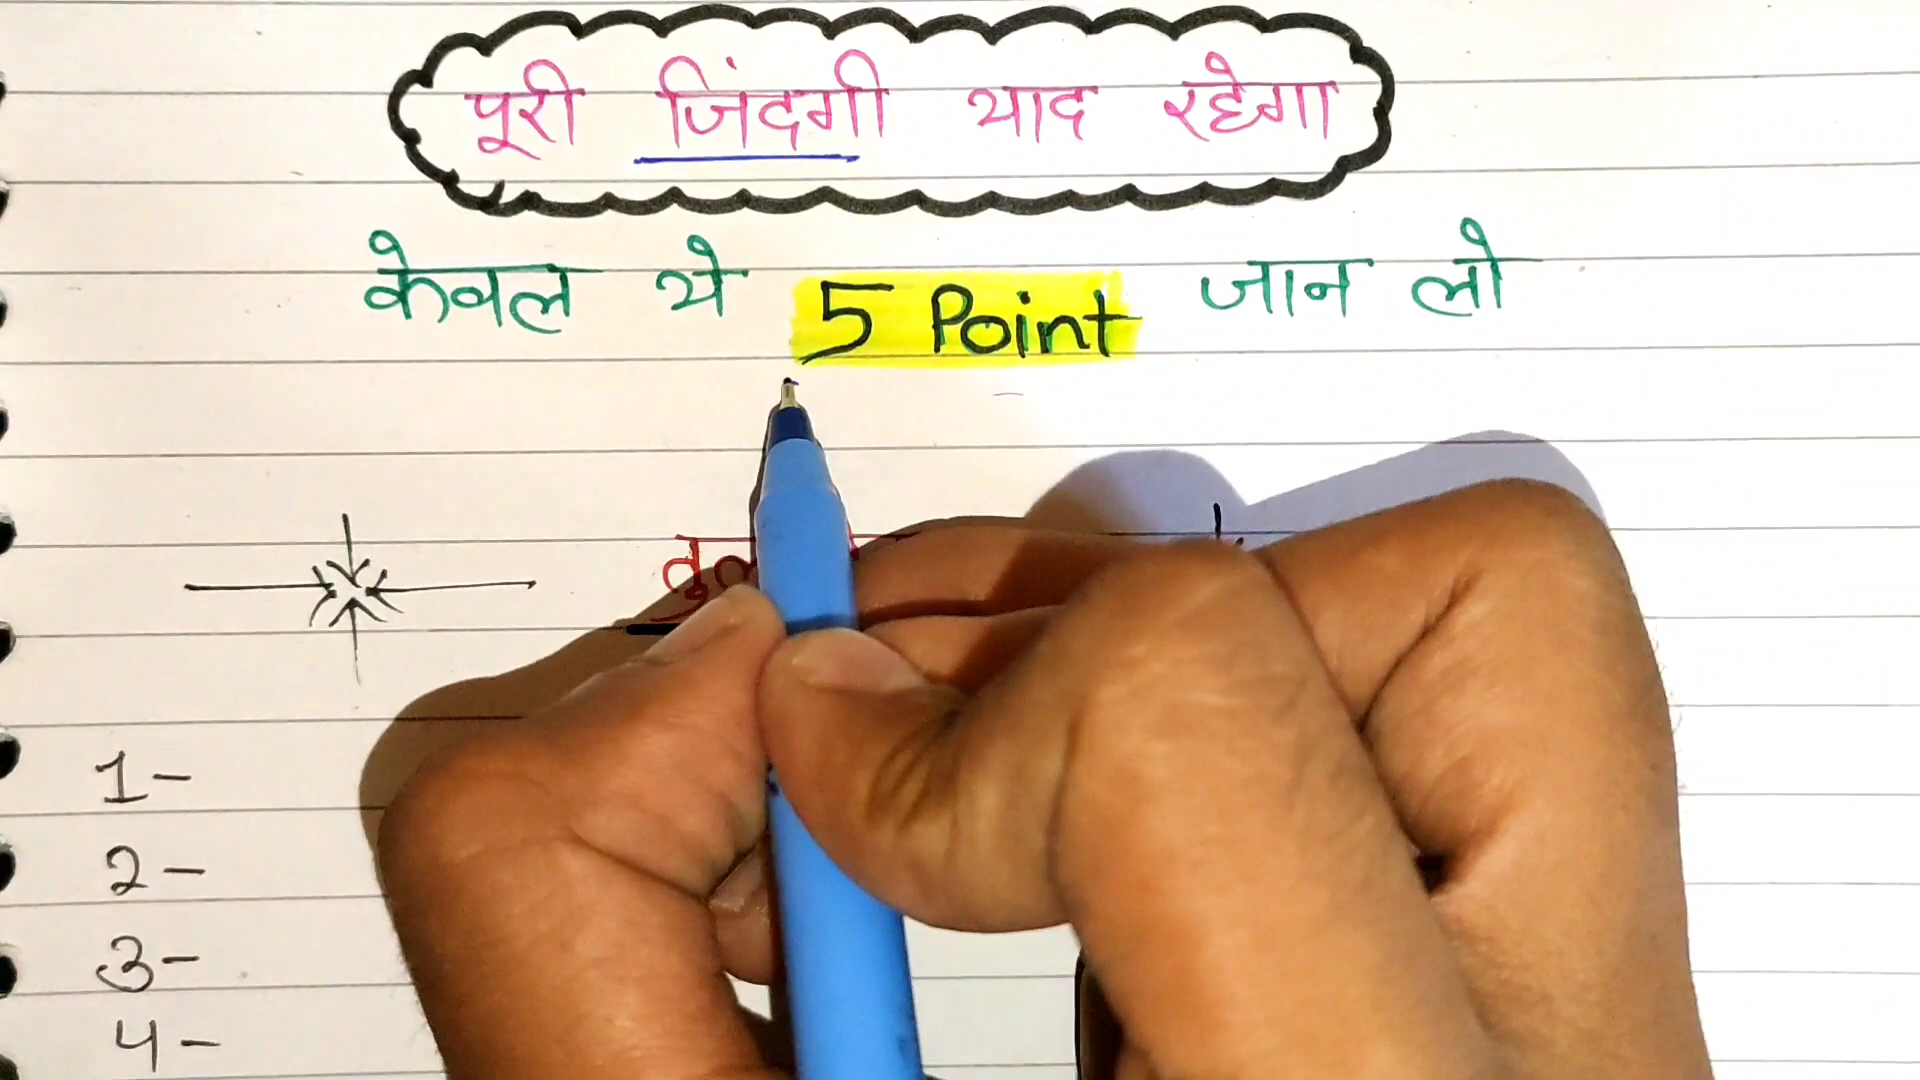 पूरी जिंदगी याद रहेगा
केवल ये 5 Point जान लो
1-
2-
3-
4-